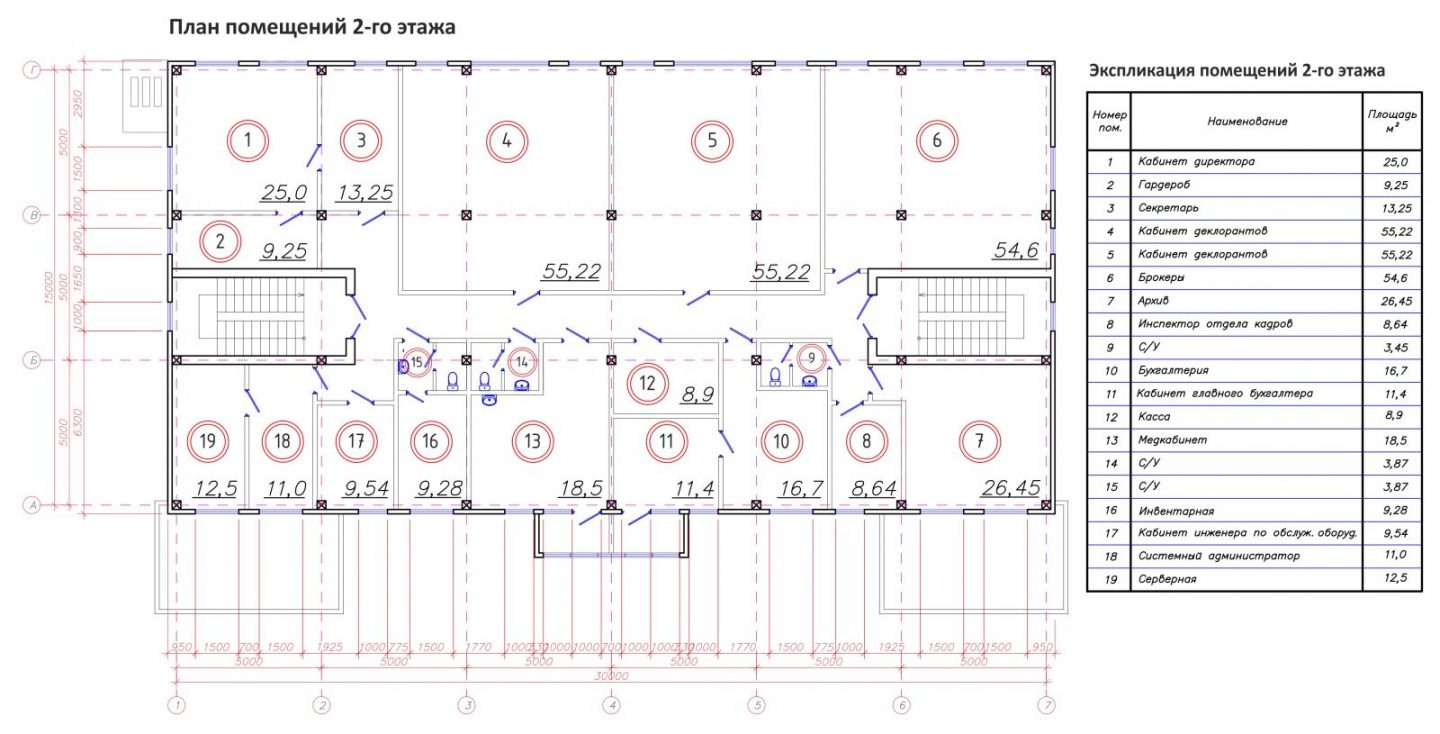 План помещений 2-го этажа
Г
В
Б
А
2950
1500
1300
900
1650
1000
6300
5000
5000
5000
15000
1
3
4
5
6
25,0
13,25
2
9,25
55,22
55,22
54,6
15
14
9
12
8,9
19
18
17
16
13
11
10
8
7
12,5
11,0
9,54
9,28
18,5
11,4
16,7
8,64
26,45
950 1500 700 1500 1925 1000 775 1500 1770 1000 330 1000 1000 700 1000 1000 330 1000 1770 1500 775 1000 1925 1500 700 1500 950
5000 5000 5000 5000 5000 5000
30000
1 2 3 4 5 6 7
Экспликация помещений 2-го этажа
Номер пом. Наименование Площадь м²
1 Кабинет директора 25,0
2 Гардероб 9,25
3 Секретарь 13,25
4 Кабинет деклорантов 55,22
5 Кабинет деклорантов 55,22
6 Брокеры 54,6
7 Архив 26,45
8 Инспектор отдела кадров 8,64
9 С/У 3,45
10 Бухгалтерия 16,7
11 Кабинет главного бухгалтера 11,4
12 Касса 8,9
13 Медкабинет 18,5
14 С/У 3,87
15 С/У 3,87
16 Инвентарная 9,28
17 Кабинет инженера по обслуж. оборуд. 9,54
18 Системный администратор 11,0
19 Серверная 12,5